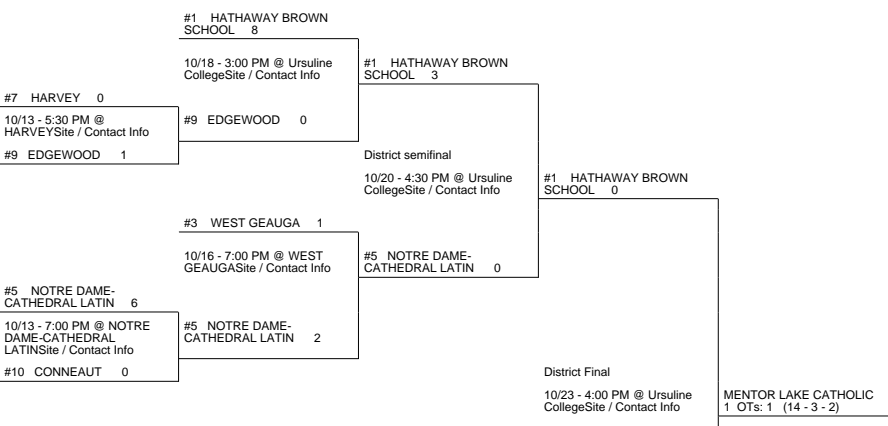 #1 HATHAWAY BROWN
SCHOOL 8
10/18 - 3:00 PM @ Ursuline
CollegeSite / Contact Info
#1 HATHAWAY BROWN
SCHOOL 3
#7 HARVEY 0
10/13 - 5:30 PM @
HARVEYSite / Contact Info
#9 EDGEWOOD 0
#9 EDGEWOOD 1
District semifinal
10/20 - 4:30 PM @ Ursuline
CollegeSite / Contact Info
#1 HATHAWAY BROWN
SCHOOL 0
#3 WEST GEAUGA 1
10/16 - 7:00 PM @ WEST
GEAUGASite / Contact Info
#5 NOTRE DAME-
CATHEDRAL LATIN 0
#5 NOTRE DAME-
CATHEDRAL LATIN 6
10/13 - 7:00 PM @ NOTRE
DAME-CATHEDRAL
LATINSite / Contact Info
#5 NOTRE DAME-
CATHEDRAL LATIN 2
#10 CONNEAUT 0
District Final
10/23 - 4:00 PM @ Ursuline
CollegeSite / Contact Info
MENTOR LAKE CATHOLIC
1 OTs: 1 (14 - 3 - 2)